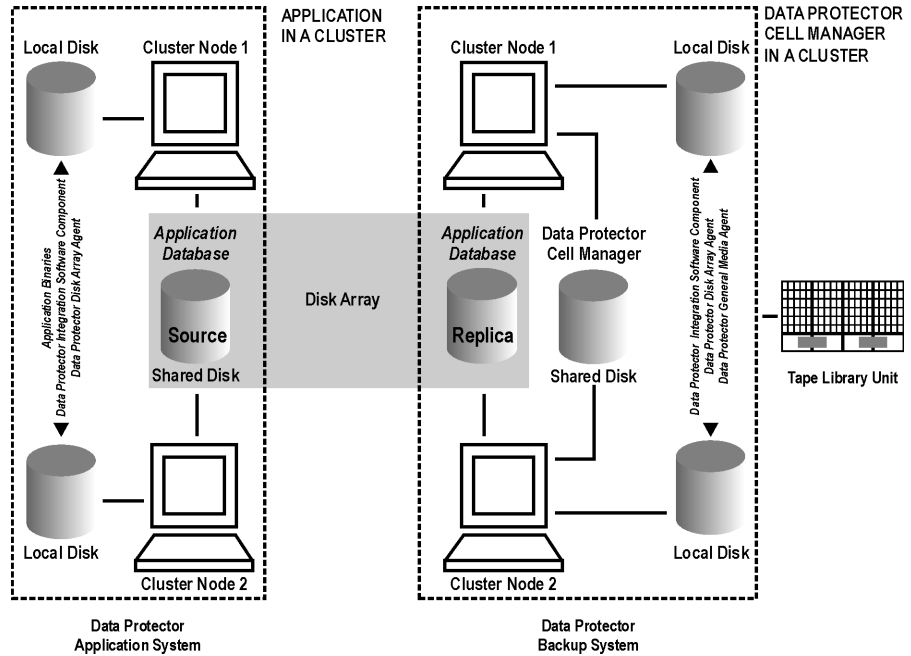 APPLICATION
IN A CLUSTER
DATA PROTECTOR
CELL MANAGER
IN A CLUSTER
Local Disk
Cluster Node 1
Cluster Node 1
Local Disk
Application Binaries
Data Protector Integration Software Component
Data Protector Disk Array Agent
Application
Database
Source
Shared Disk
Disk Array
Application
Database
Replica
Data Protector
Cell Manager
Shared Disk
Data Protector Integration Software Component
Data Protector Disk Array Agent
Data Protector General Media Agent
Tape Library Unit
Local Disk
Cluster Node 2
Cluster Node 2
Local Disk
Data Protector
Application System
Data Protector
Backup System